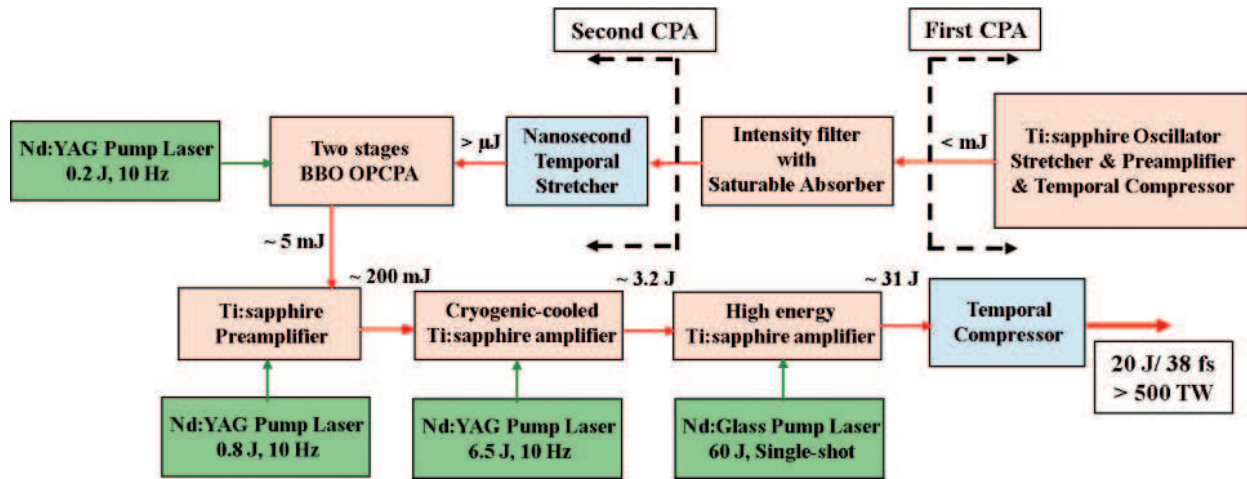 Second CPA
First CPA
Nd:YAG Pump Laser
0.2 J, 10 Hz
Two stages
BBO OPCPA
> μJ
Nanosecond
Temporal
Stretcher
Intensity filter
with
Saturable Absorber
< mJ
Ti:sapphire Oscillator
Stretcher & Preamplifier
& Temporal Compressor
~ 5 mJ
~ 200 mJ
~ 3.2 J
~ 31 J
Ti:sapphire
Preamplifier
Cryogenic-cooled
Ti:sapphire amplifier
High energy
Ti:sapphire amplifier
Temporal
Compressor
20 J/ 38 fs
> 500 TW
Nd:YAG Pump Laser
0.8 J, 10 Hz
Nd:YAG Pump Laser
6.5 J, 10 Hz
Nd:Glass Pump Laser
60 J, Single-shot